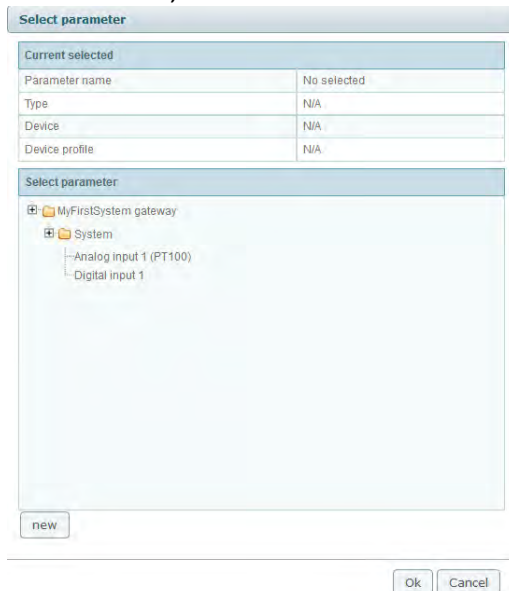 Select parameter
Current selected
Parameter name No selected
Type N/A
Device N/A
Device profile N/A
Select parameter
MyFirstSystem gateway
System
Analog input 1 (PT100)
Digital input 1
new
Ok Cancel